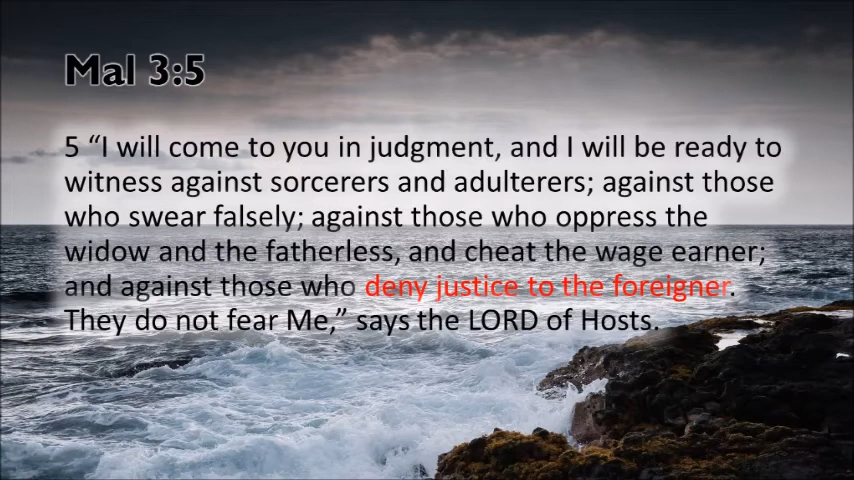 Mal 3:5
5 “I will come to you in judgment, and I will be ready to
witness against sorcerers and adulterers; against those
who swear falsely; against those who oppress the
widow and the fatherless, and cheat the wage earner;
and against those who deny justice to the foreigner.
They do not fear Me,” says the LORD of Hosts.